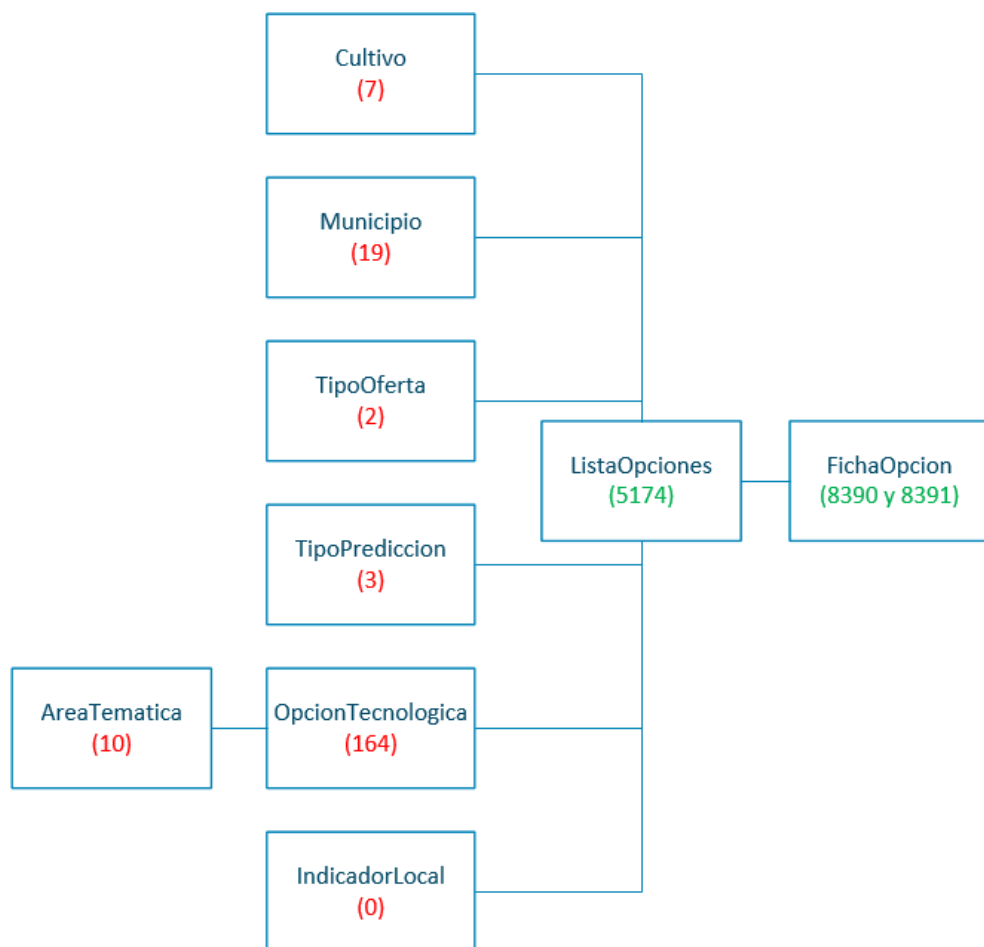 Cultivo
(7)
Municipio
(19)
TipoOferta
(2)
ListaOpciones
(5174)
FichaOpcion
(8390 y 8391)
TipoPrediccion
(3)
AreaTematica
(10)
OpcionTecnologica
(164)
IndicadorLocal
(0)